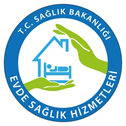 T.C. SAĞLIK BAKANLIĞI
EVDE SAĞLIK HİZMETLERİ